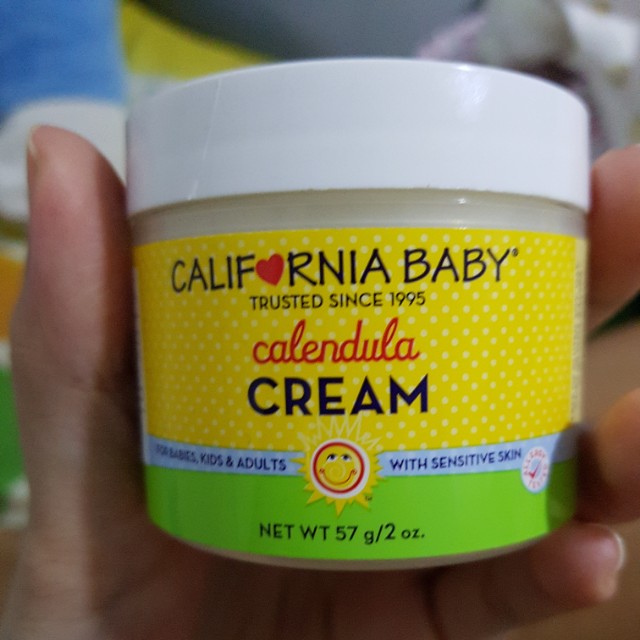 CALIFORNIA BABY®
TRUSTED SINCE 1995
calendula
CREAM
FOR BABIES, KIDS & ADULTS WITH SENSITIVE SKIN
NET WT 57 g/2 oz.